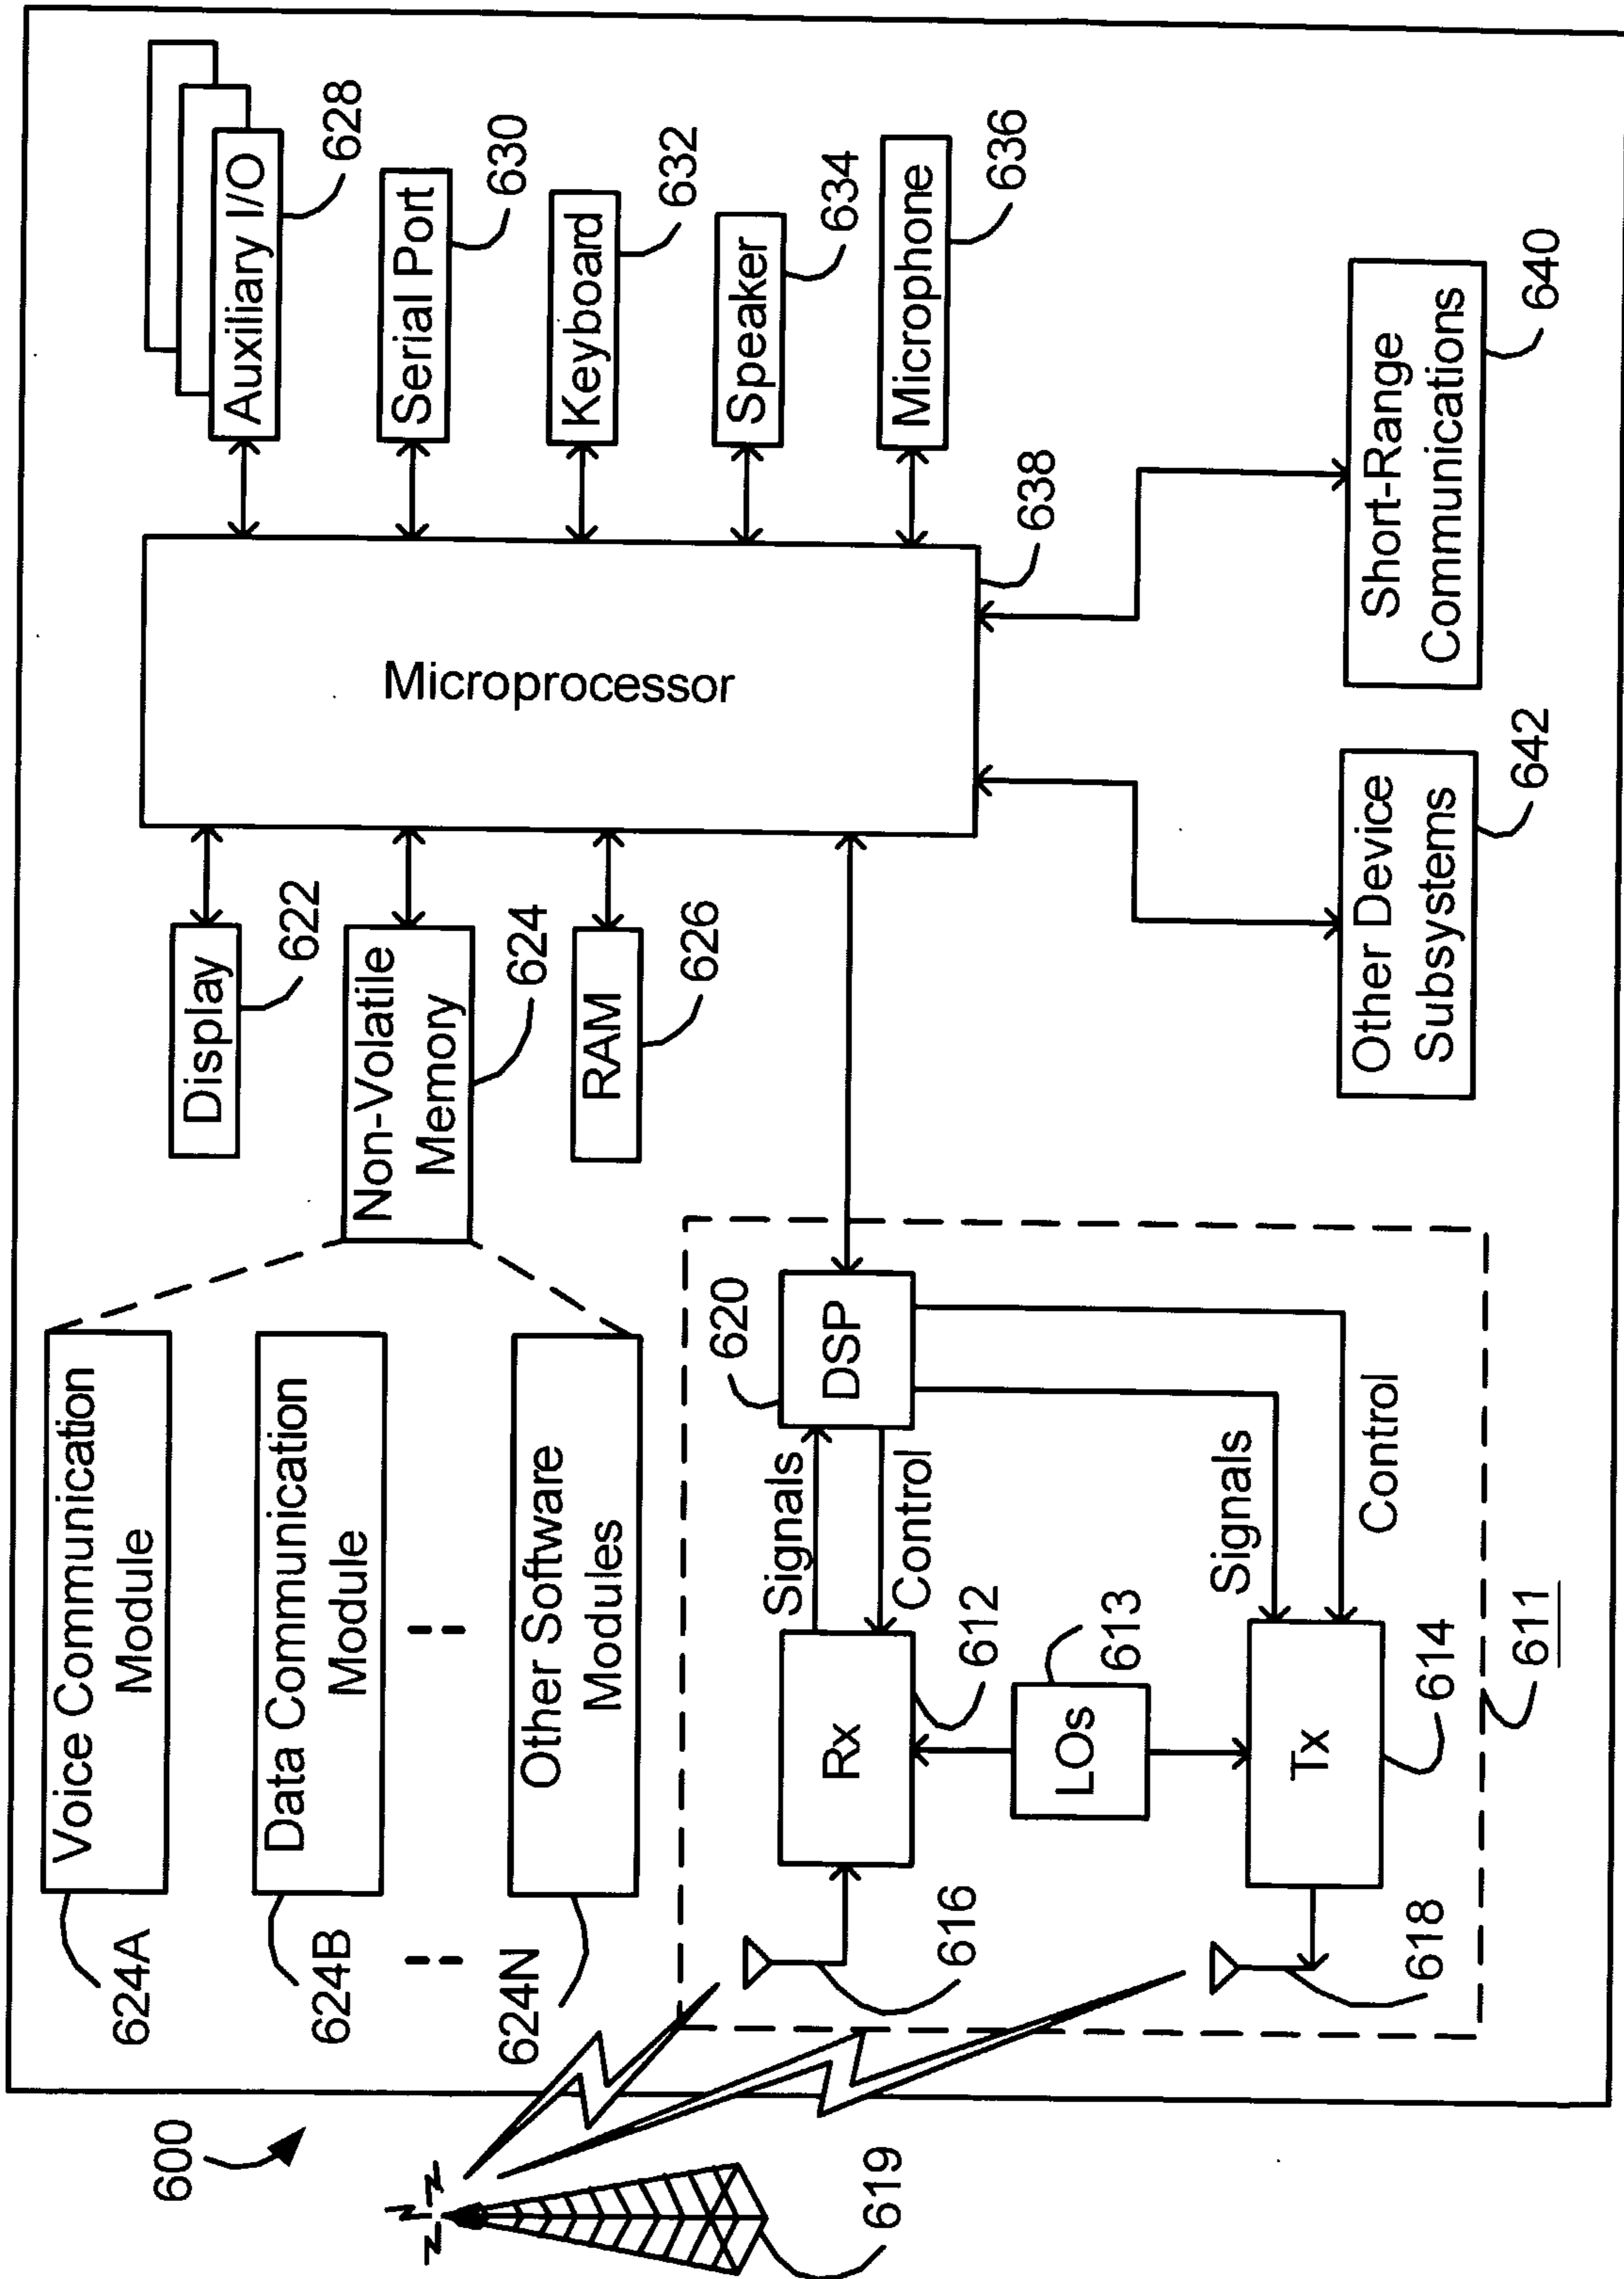 600
619
624A
Voice Communication
Module
624B
Data Communication
Module
624N
Other Software
Modules
Display
622
Non-Volatile
Memory
624
RAM
626
Microprocessor
638
Auxiliary I/O
628
Serial Port
630
Keyboard
632
Speaker
634
Microphone
636
Short-Range
Communications
640
Other Device
Subsystems
642
DSP
620
Signals
Control
Rx
612
LOs
613
Signals
Control
Tx
614
616
618
611